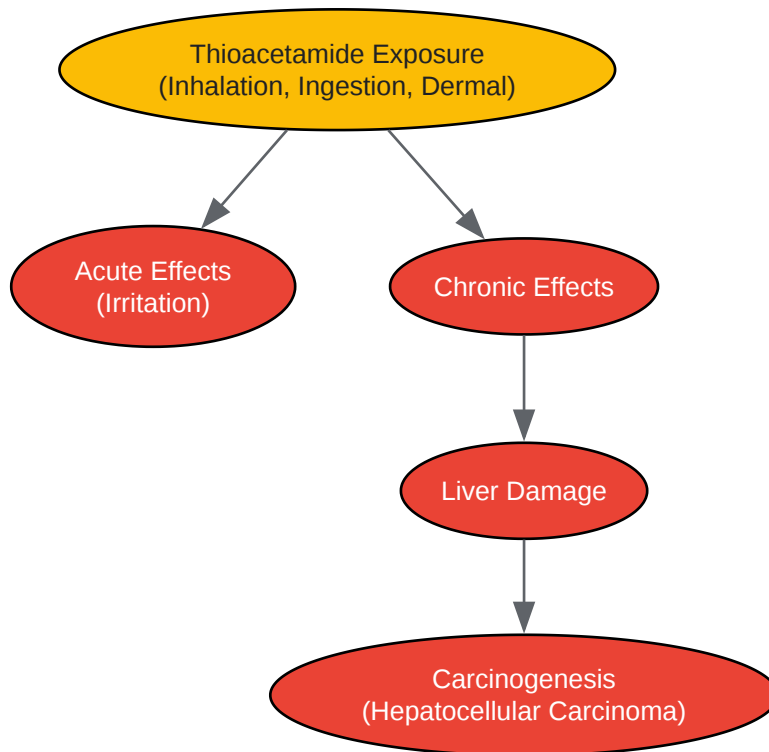 Thioacetamide Exposure
(Inhalation, Ingestion, Dermal)
Acute Effects
(Irritation)
Chronic Effects
Liver Damage
Carcinogenesis
(Hepatocellular Carcinoma)